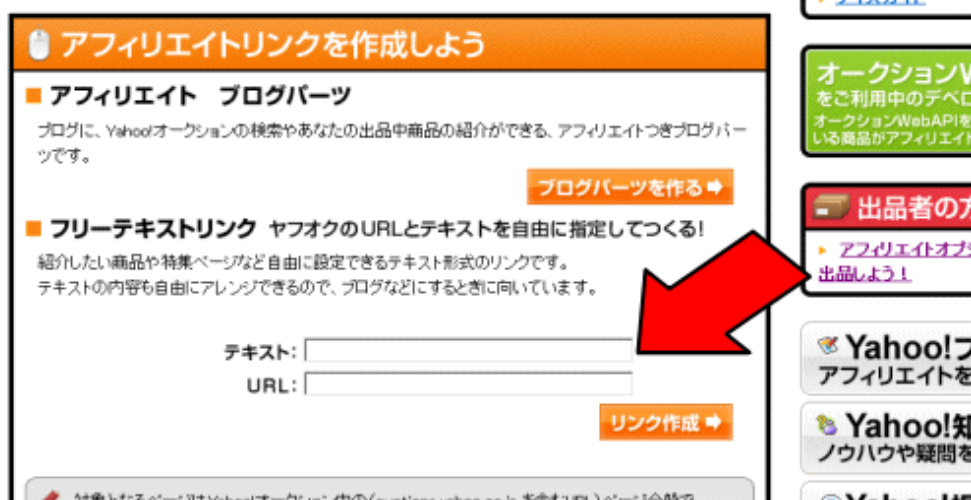 アフィリエイトリンクを作成しよう
アフィリエイト ブログパーツ
ブログに、Yahoo!オークションの検索やあなたの出品中商品の紹介ができる、アフィリエイトつきブログパー
ツです。
ブログパーツを作る
フリーテキストリンク ヤフオクのURLとテキストを自由に指定してつくる!
紹介したい商品や特集ページなど自由に設定できるテキスト形式のリンクです。
テキストの内容も自由にアレンジできるので、ブログなどにするときに向いています。
テキスト:
URL:
リンク作成
オークションW
をご利用中のデベロ
オークションWebAPIを
いる商品がアフィリエイト
出品者の方
アフィリエイトオプシ
出品しよう!
Yahoo!ブ
アフィリエイトを
Yahoo!知
ノウハウや疑問を